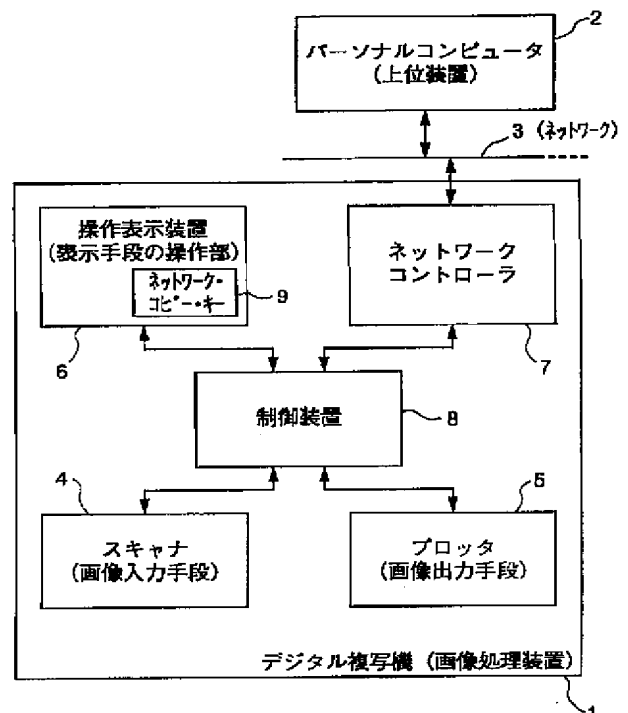 2
パーソナルコンピュータ
(上位装置)
3 (ネットワーク)
操作表示装置
(表示手段の操作部)
ネットワーク・
コピー・キー
9
6
ネットワーク
コントローラ
7
制御装置
8
4
スキャナ
(画像入力手段)
5
プロッタ
(画像出力手段)
デジタル複写機 (画像処理装置)
1